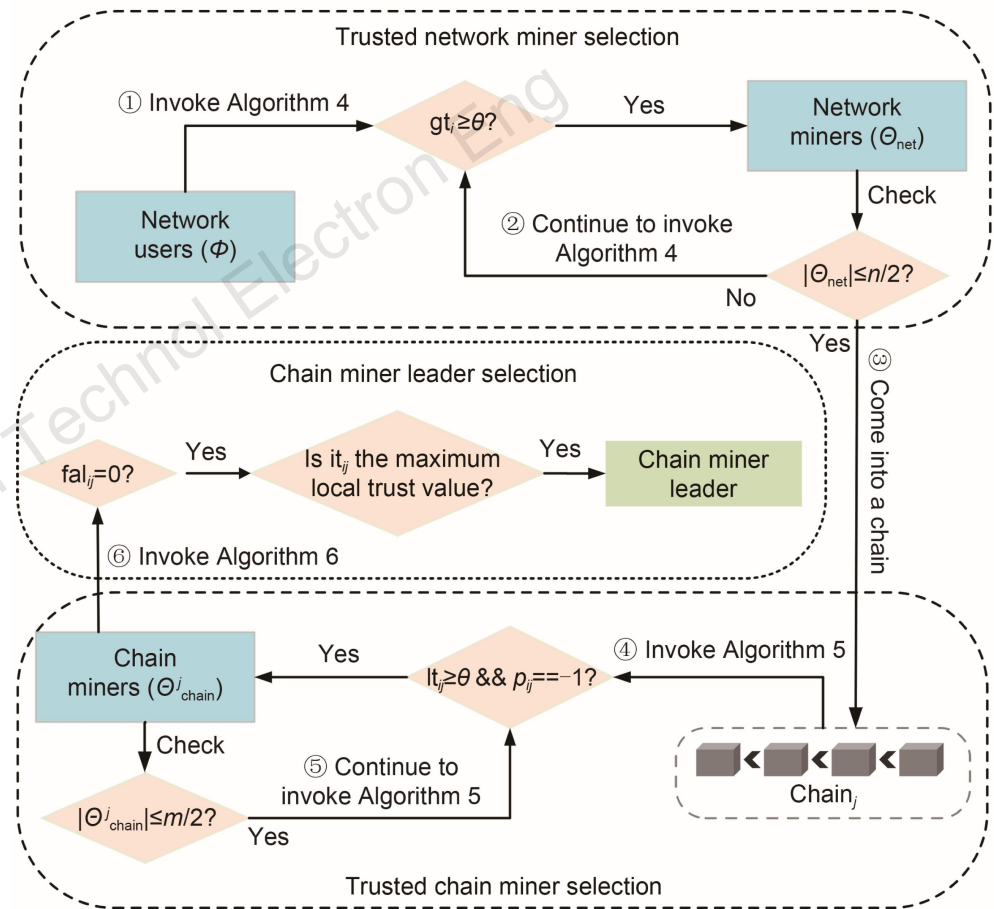 Trusted network miner selection
① Invoke Algorithm 4
gtᵢ≥θ?
Yes
Network
miners (Θnet)
Network
users (Φ)
② Continue to invoke
Algorithm 4
Check
|Θnet|≤n/2?
No
Yes
③ Come into a chain
Chain miner leader selection
falij=0?
Yes
Is itij the maximum
local trust value?
Yes
Chain miner
leader
⑥ Invoke Algorithm 6
Chain
miners (Θʲchain)
Yes
ltij≥θ && pij==−1?
④ Invoke Algorithm 5
Check
⑤ Continue to
invoke Algorithm 5
|Θʲchain|≤m/2?
Yes
Chainj
Trusted chain miner selection
Technol Electron Eng